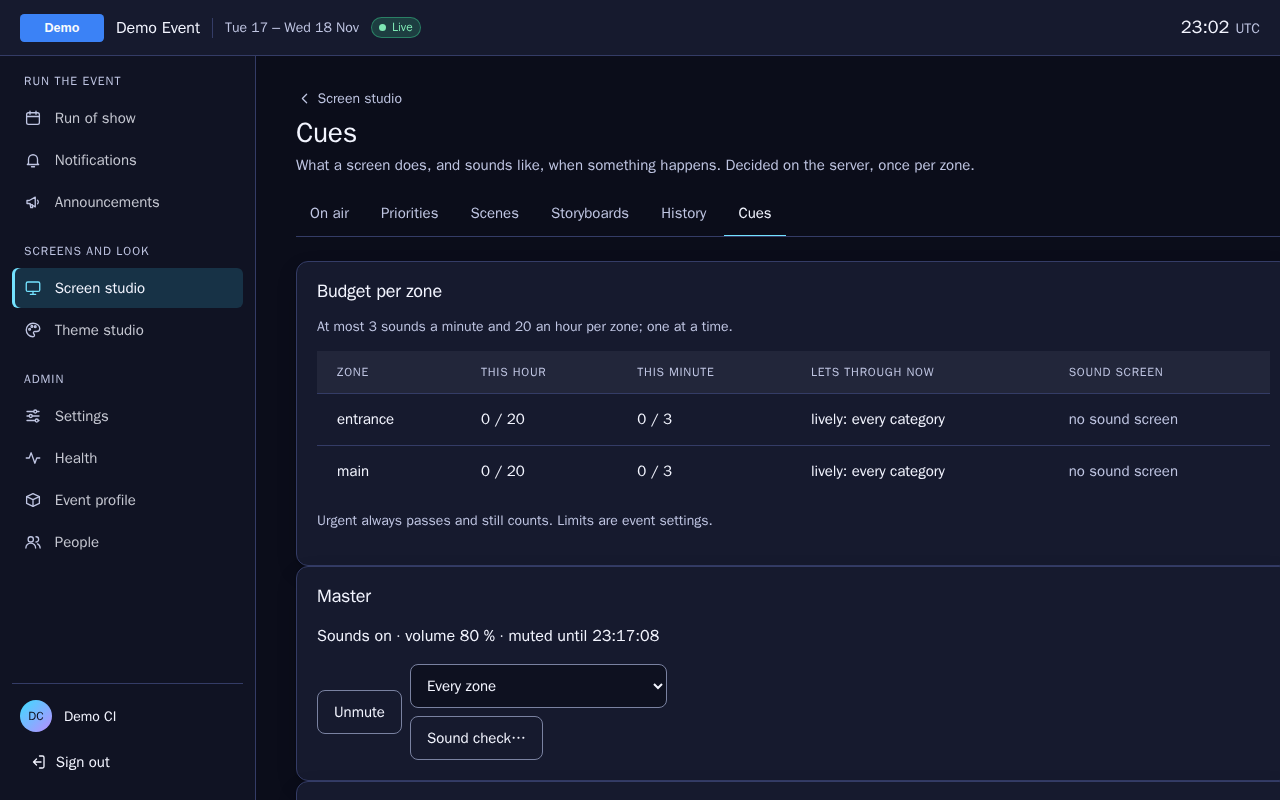 Demo
Demo Event
Tue 17 – Wed 18 Nov
Live
23:02 UTC
RUN THE EVENT
Run of show
Notifications
Announcements
SCREENS AND LOOK
Screen studio
Theme studio
ADMIN
Settings
Health
Event profile
People
DC
Demo CI
Sign out
Screen studio
Cues
What a screen does, and sounds like, when something happens. Decided on the server, once per zone.
On air Priorities Scenes Storyboards History Cues
Budget per zone
At most 3 sounds a minute and 20 an hour per zone; one at a time.
ZONE THIS HOUR THIS MINUTE LETS THROUGH NOW SOUND SCREEN
entrance 0 / 20 0 / 3 lively: every category no sound screen
main 0 / 20 0 / 3 lively: every category no sound screen
Urgent always passes and still counts. Limits are event settings.
Master
Sounds on · volume 80 % · muted until 23:17:08
Every zone
Unmute
Sound check…